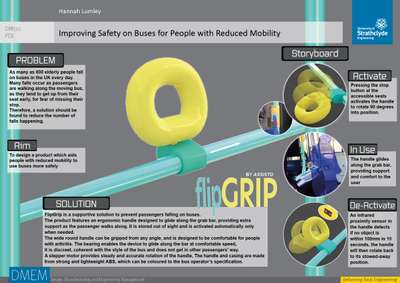 Hannah Lumley
Improving Safety on Buses for People with Reduced Mobility
University of
Strathclyde
Engineering
PROBLEM
As many as 800 elderly people fall
on buses in the UK every day.
Many falls occur as passengers
are walking along the moving bus,
as they tend to get up from their
seat early, for fear of missing their
stop.
Therefore, a solution should be
found to reduce the number of
falls happening.
Aim
To design a product which aids
people with reduced mobility to
use buses more safely
Storyboard
Activate
Pressing the stop
button at the
accessible seats
activates the handle
to rotate 90 degrees
into position.
In Use
The handle glides
along the grab bar,
providing support
and comfort to the
user
De-Activate
An infrared
proximity sensor in
the handle detects
if no object is
within 100mm in 15
seconds, the handle
will then rotate back
to its stowed-away
position.
BY ASSISTO
flipGRIP
SOLUTION
FlipGrip is a supportive solution to prevent passengers falling on buses.
The product features an ergonomic handle designed to glide along the grab bar, providing extra
support as the passenger walks along. It is stored out of sight and is activated automatically only
when needed.
The wide round handle can be gripped from any angle, and is designed to be comfortable for people
with arthritis. The bearing enables the device to glide along the bar at comfortable speed.
It is discreet, coherent with the style of the bus and does not get in other passengers' way.
A stepper motor provides steady and accurate rotation of the handle. The handle and casing are made
from strong and lightweight ABS, which can be coloured to the bus operator's specification.
DMEM
Design, Manufacturing and Engineering Management
delivering Total Engineering